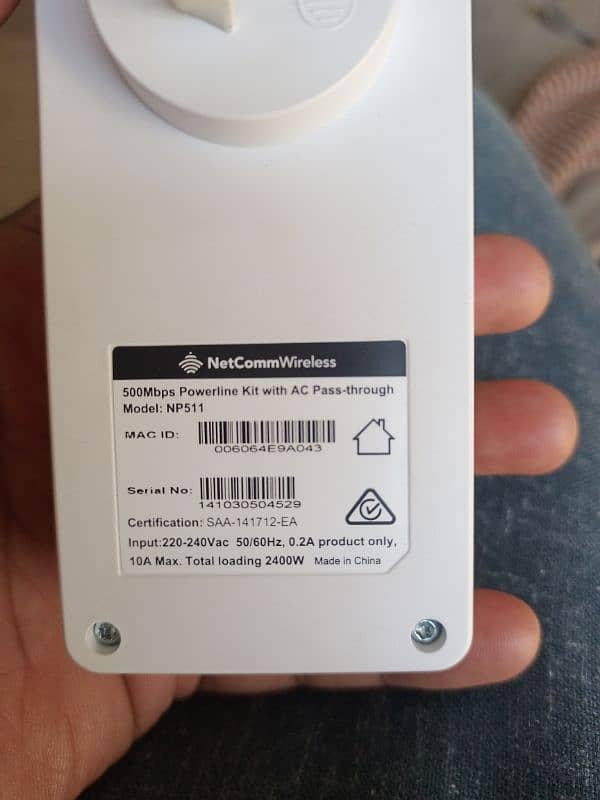 NetCommWireless
500Mbps Powerline Kit with AC Pass-through
Model: NP511
MAC ID:
006064E9A043
Serial No:
141030504529
Certification: SAA-141712-EA
Input:220-240Vac 50/60Hz, 0.2A product only,
10A Max. Total loading 2400W Made in China